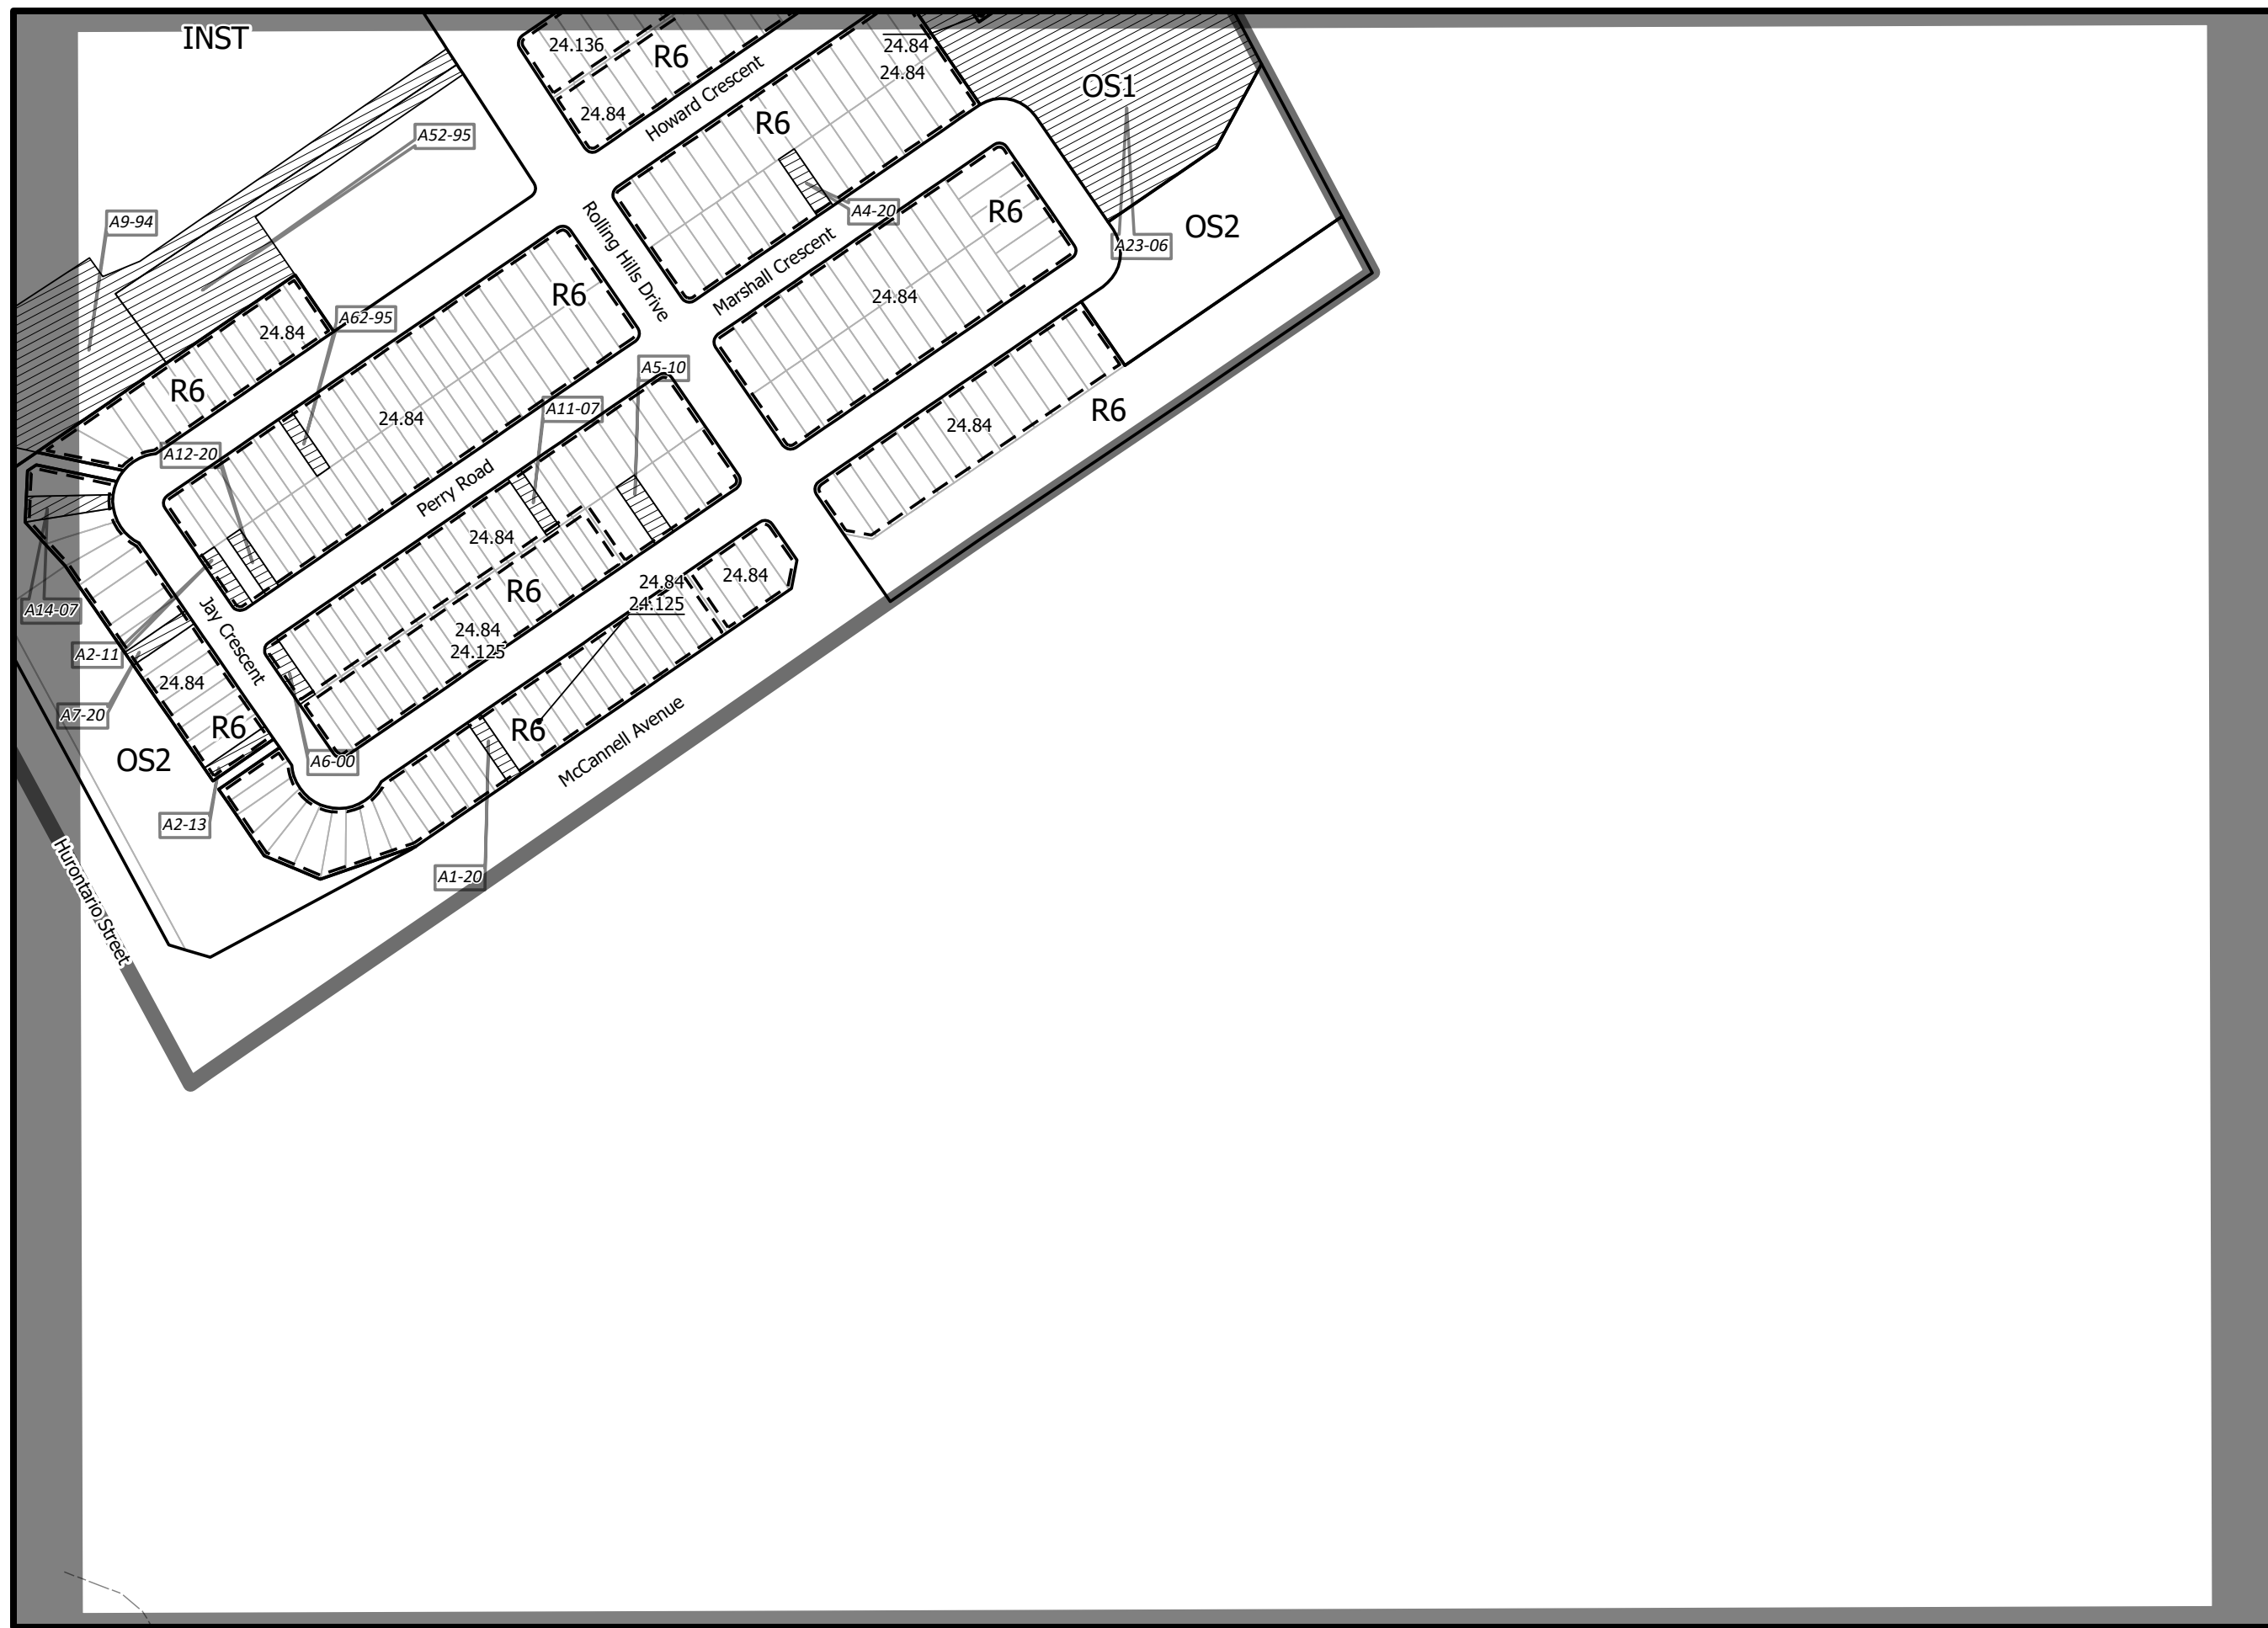 INST
24.136
R6
24.84
Howard Crescent
24.84
24.84
OS1
R6
A52-95
A9-94
A4-20
R6
OS2
A23-06
Rolling Hills Drive
Marshall Crescent
R6
24.84
A62-95
24.84
R6
A5-10
A11-07
24.84
24.84
R6
A12-20
Perry Road
24.84
R6
24.84
24.125
24.84
A14-07
24.84
24.125
Jay Crescent
A2-11
24.84
A7-20
R6
R6
McCannell Avenue
OS2
A6-00
A2-13
A1-20
Hurontario Street